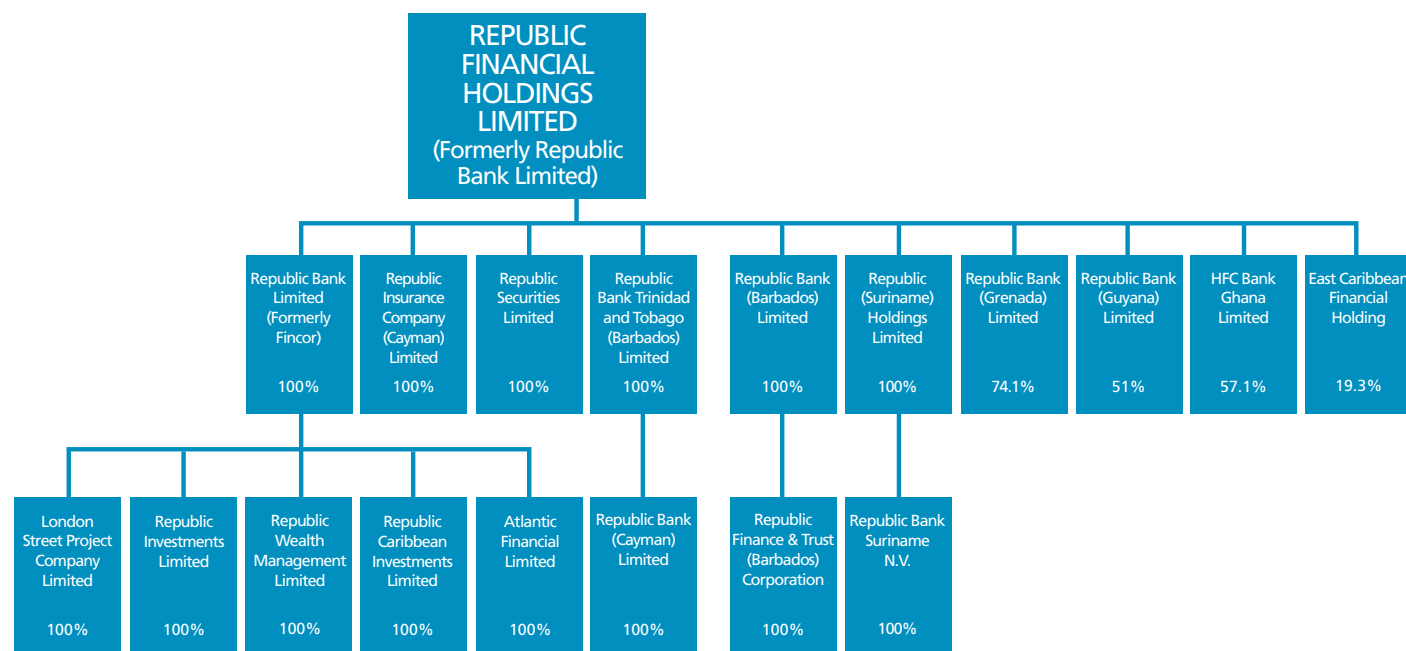 REPUBLIC
FINANCIAL
HOLDINGS
LIMITED
(Formerly Republic
Bank Limited)
Republic Bank
Limited
(Formerly
Fincor)
100%
Republic
Insurance
Company
(Cayman)
Limited
100%
Republic
Securities
Limited
100%
Republic
Bank Trinidad
and Tobago
(Barbados)
Limited
100%
Republic Bank
(Barbados)
Limited
100%
Republic
(Suriname)
Holdings
Limited
100%
Republic Bank
(Grenada)
Limited
74.1%
Republic Bank
(Guyana)
Limited
51%
HFC Bank
Ghana
Limited
57.1%
East Caribbean
Financial
Holding
19.3%
London
Street Project
Company
Limited
100%
Republic
Investments
Limited
100%
Republic
Wealth
Management
Limited
100%
Republic
Caribbean
Investments
Limited
100%
Atlantic
Financial
Limited
100%
Republic Bank
(Cayman)
Limited
100%
Republic
Finance & Trust
(Barbados)
Corporation
100%
Republic Bank
Suriname
N.V.
100%